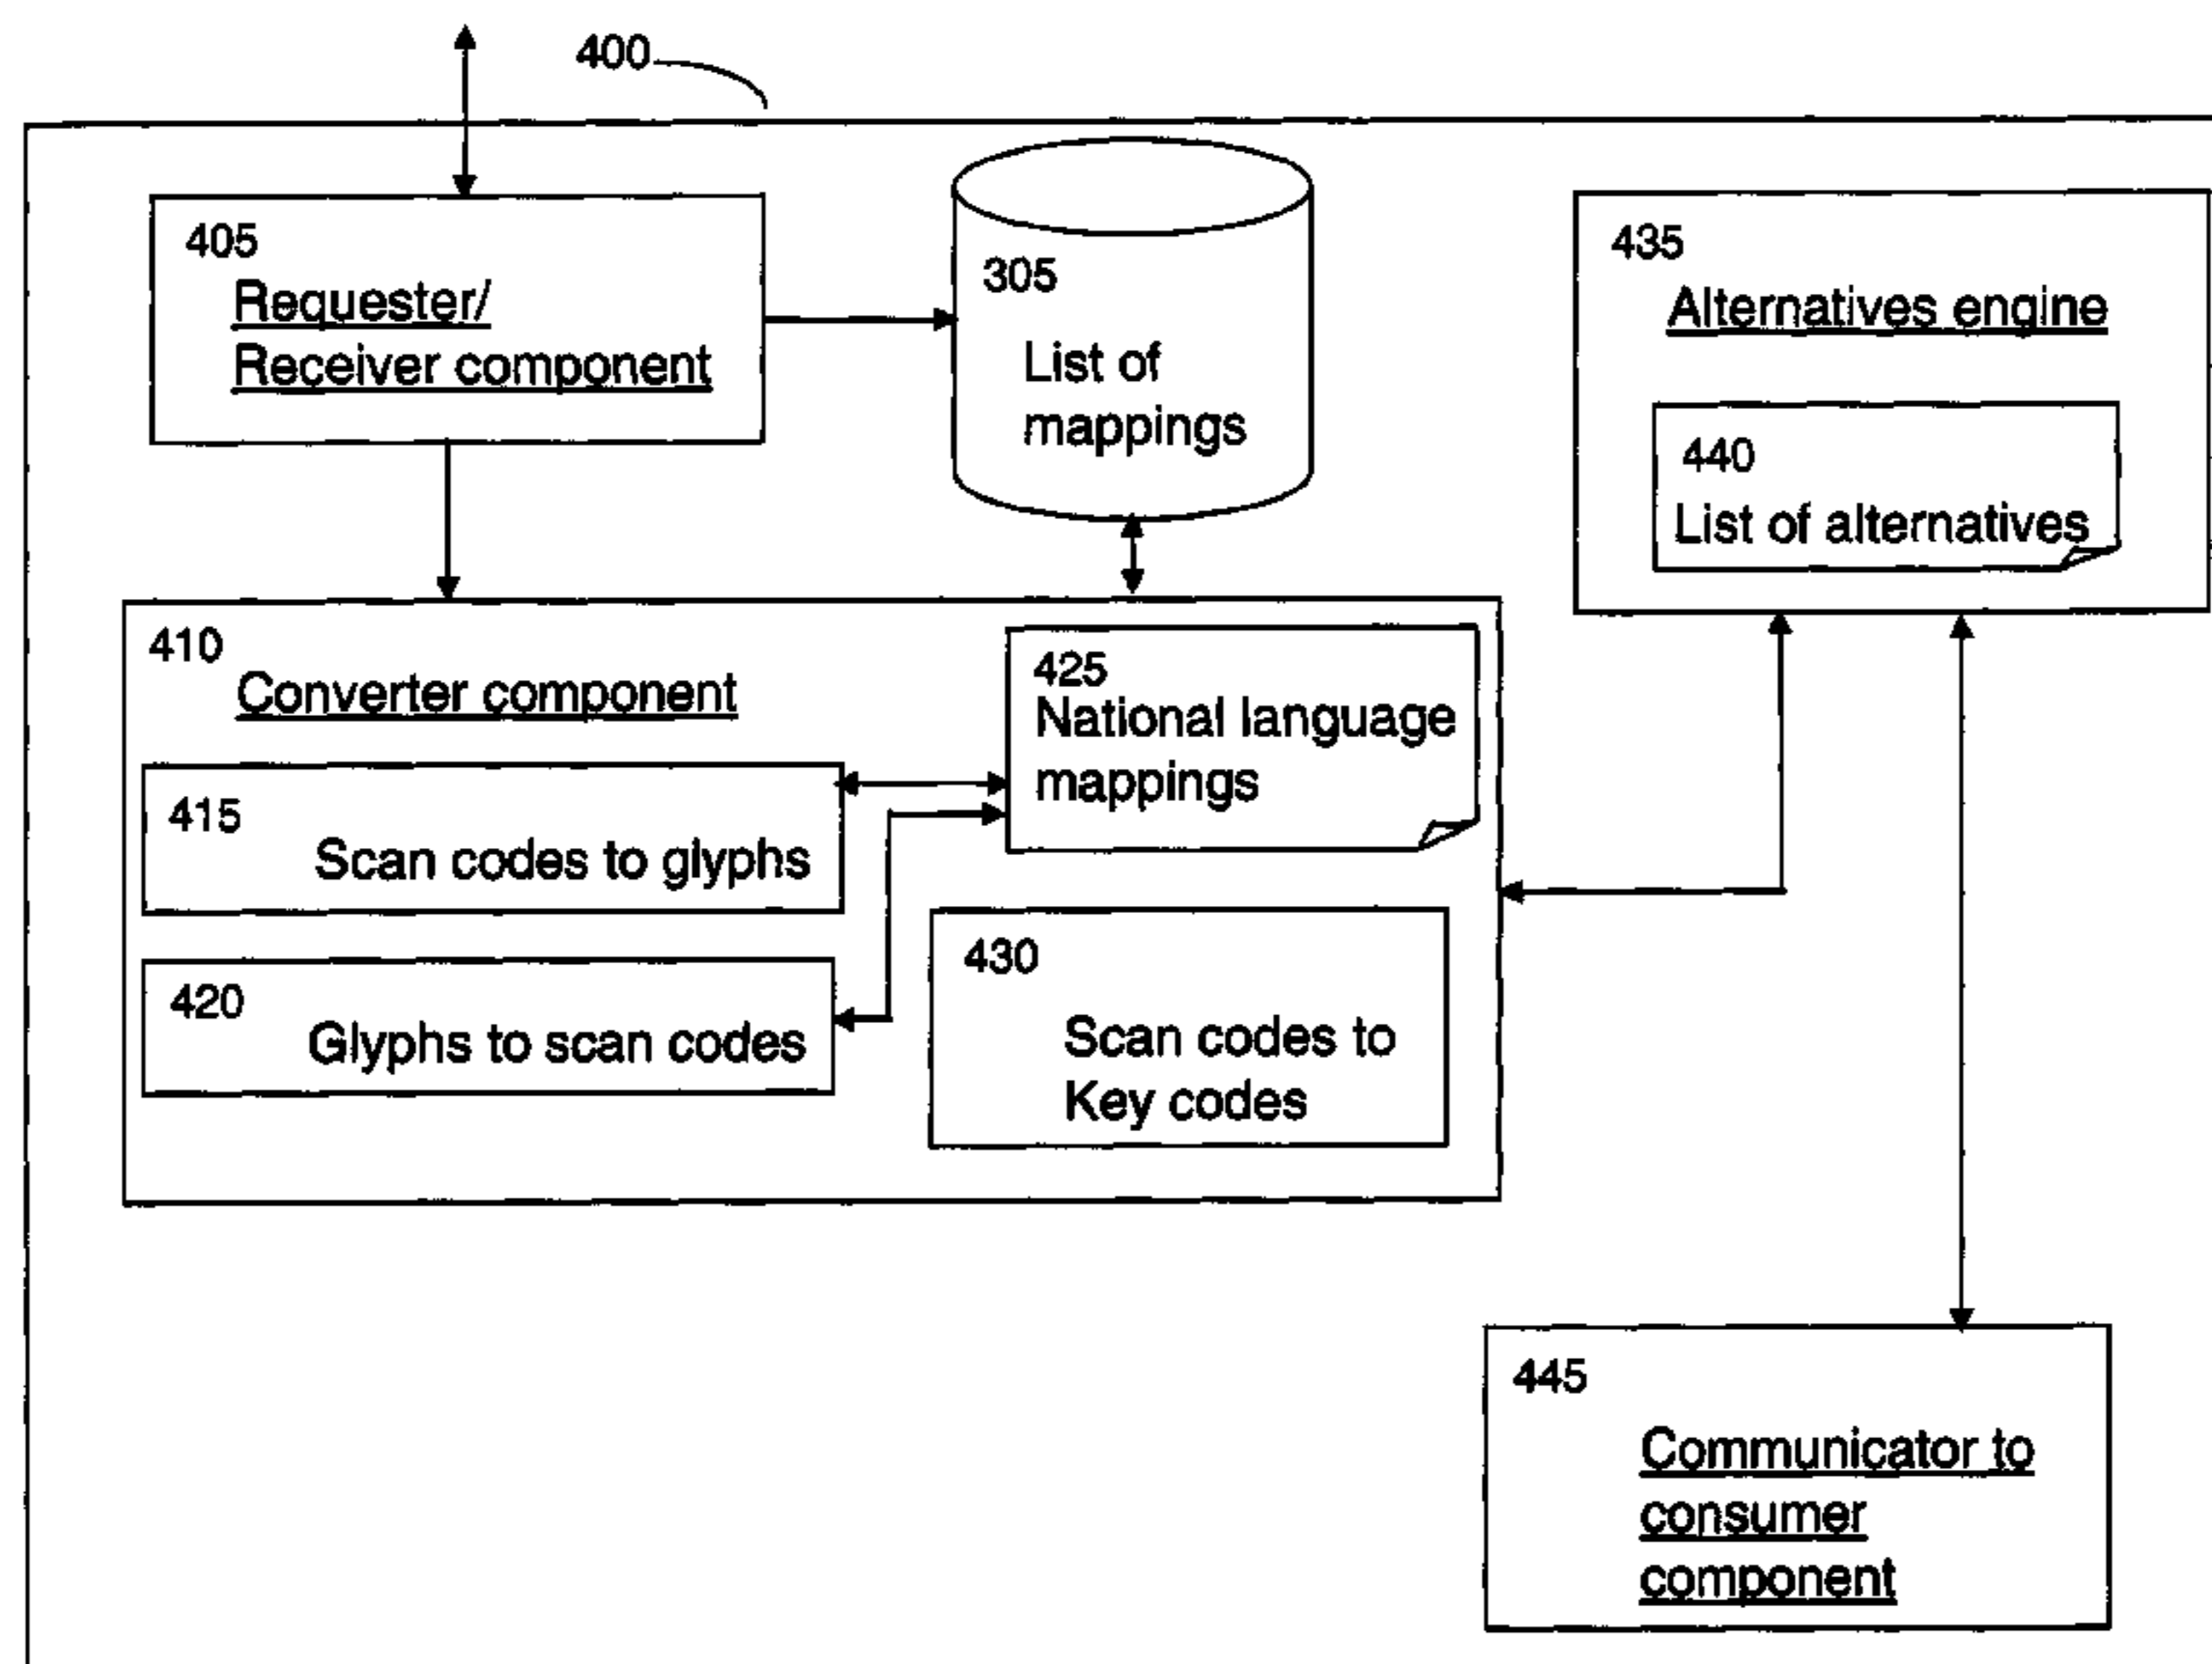 400
405
Requester/
Receiver component
305
List of
mappings
435
Alternatives engine
440
List of alternatives
410
Converter component
425
National language
mappings
415
Scan codes to glyphs
420
Glyphs to scan codes
430
Scan codes to
Key codes
445
Communicator to
consumer
component